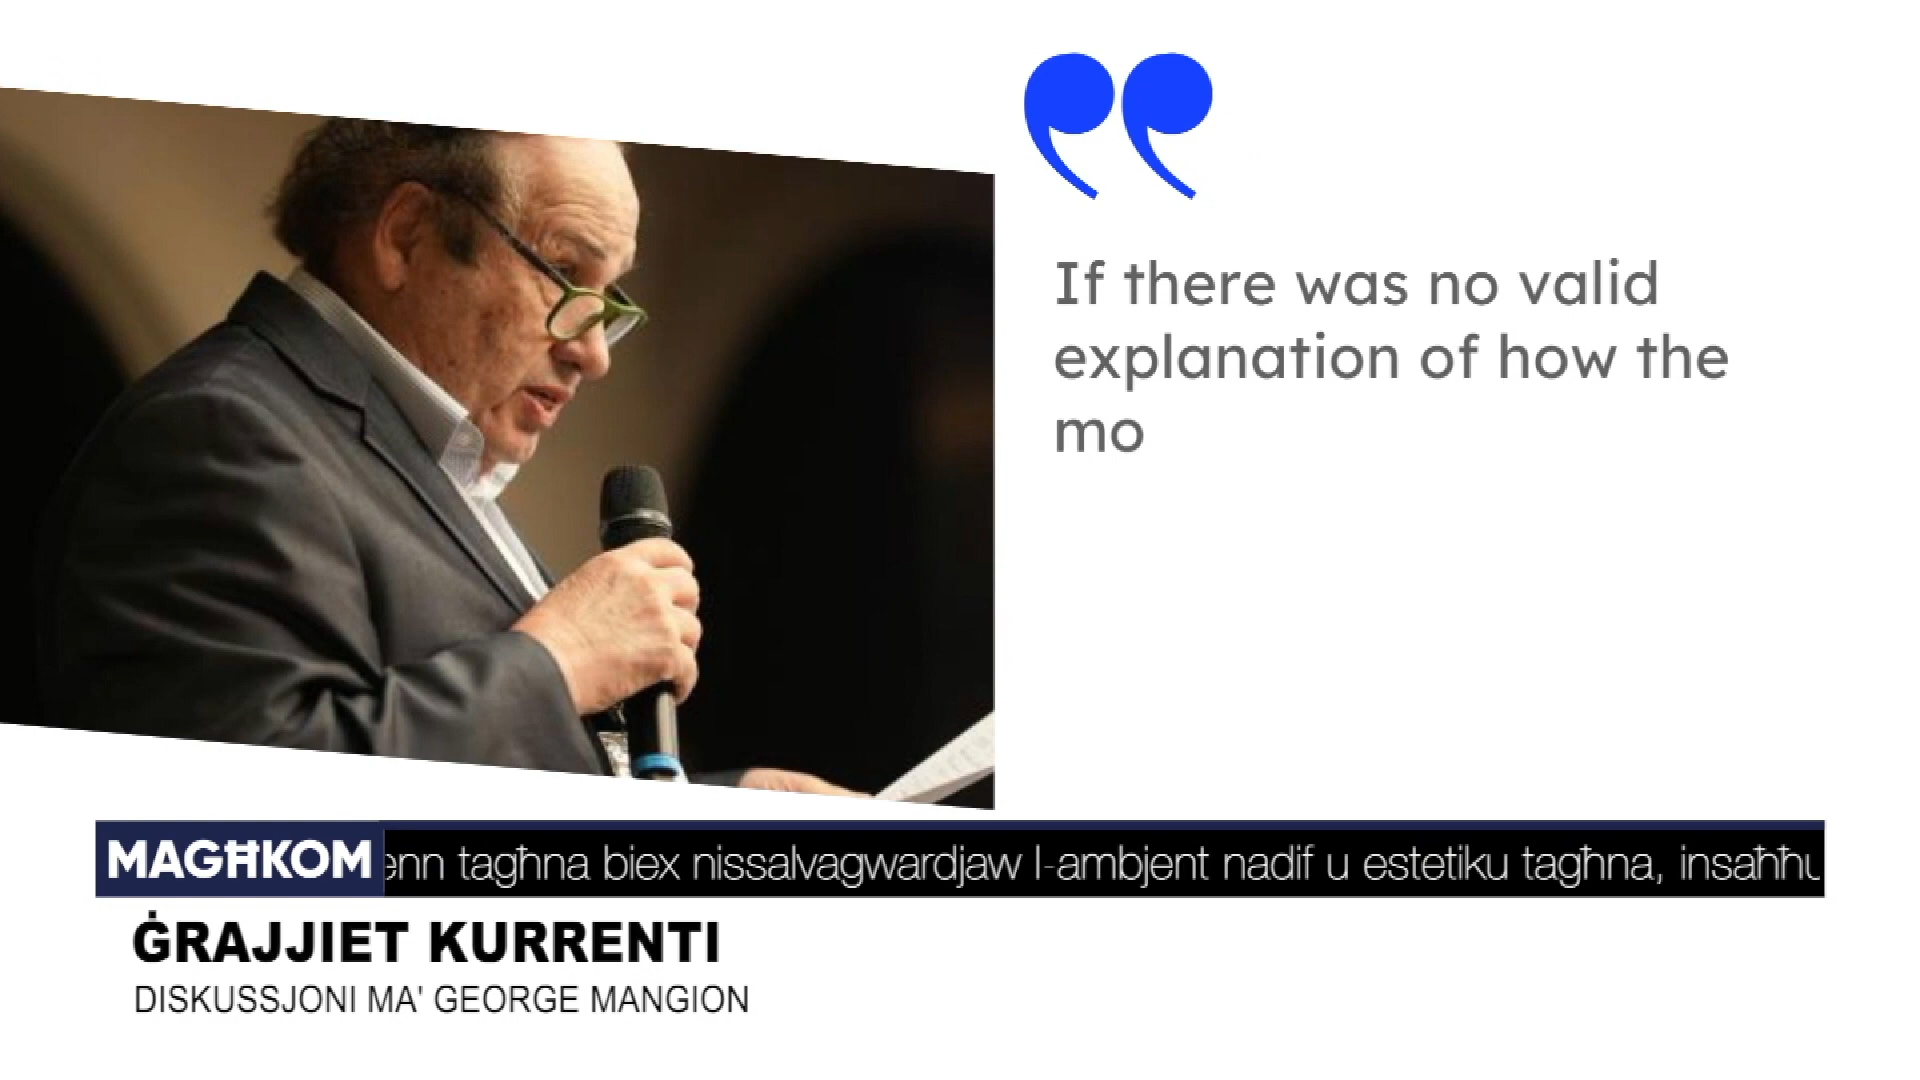 If there was no valid
explanation of how the
mo
MAGĦKOM
tagħna biex nissalvagwardjaw l-ambjent nadif u estetiku tagħna,
ĠRAJJIET KURRENTI
DISKUSSJONI MA' GEORGE MANGION